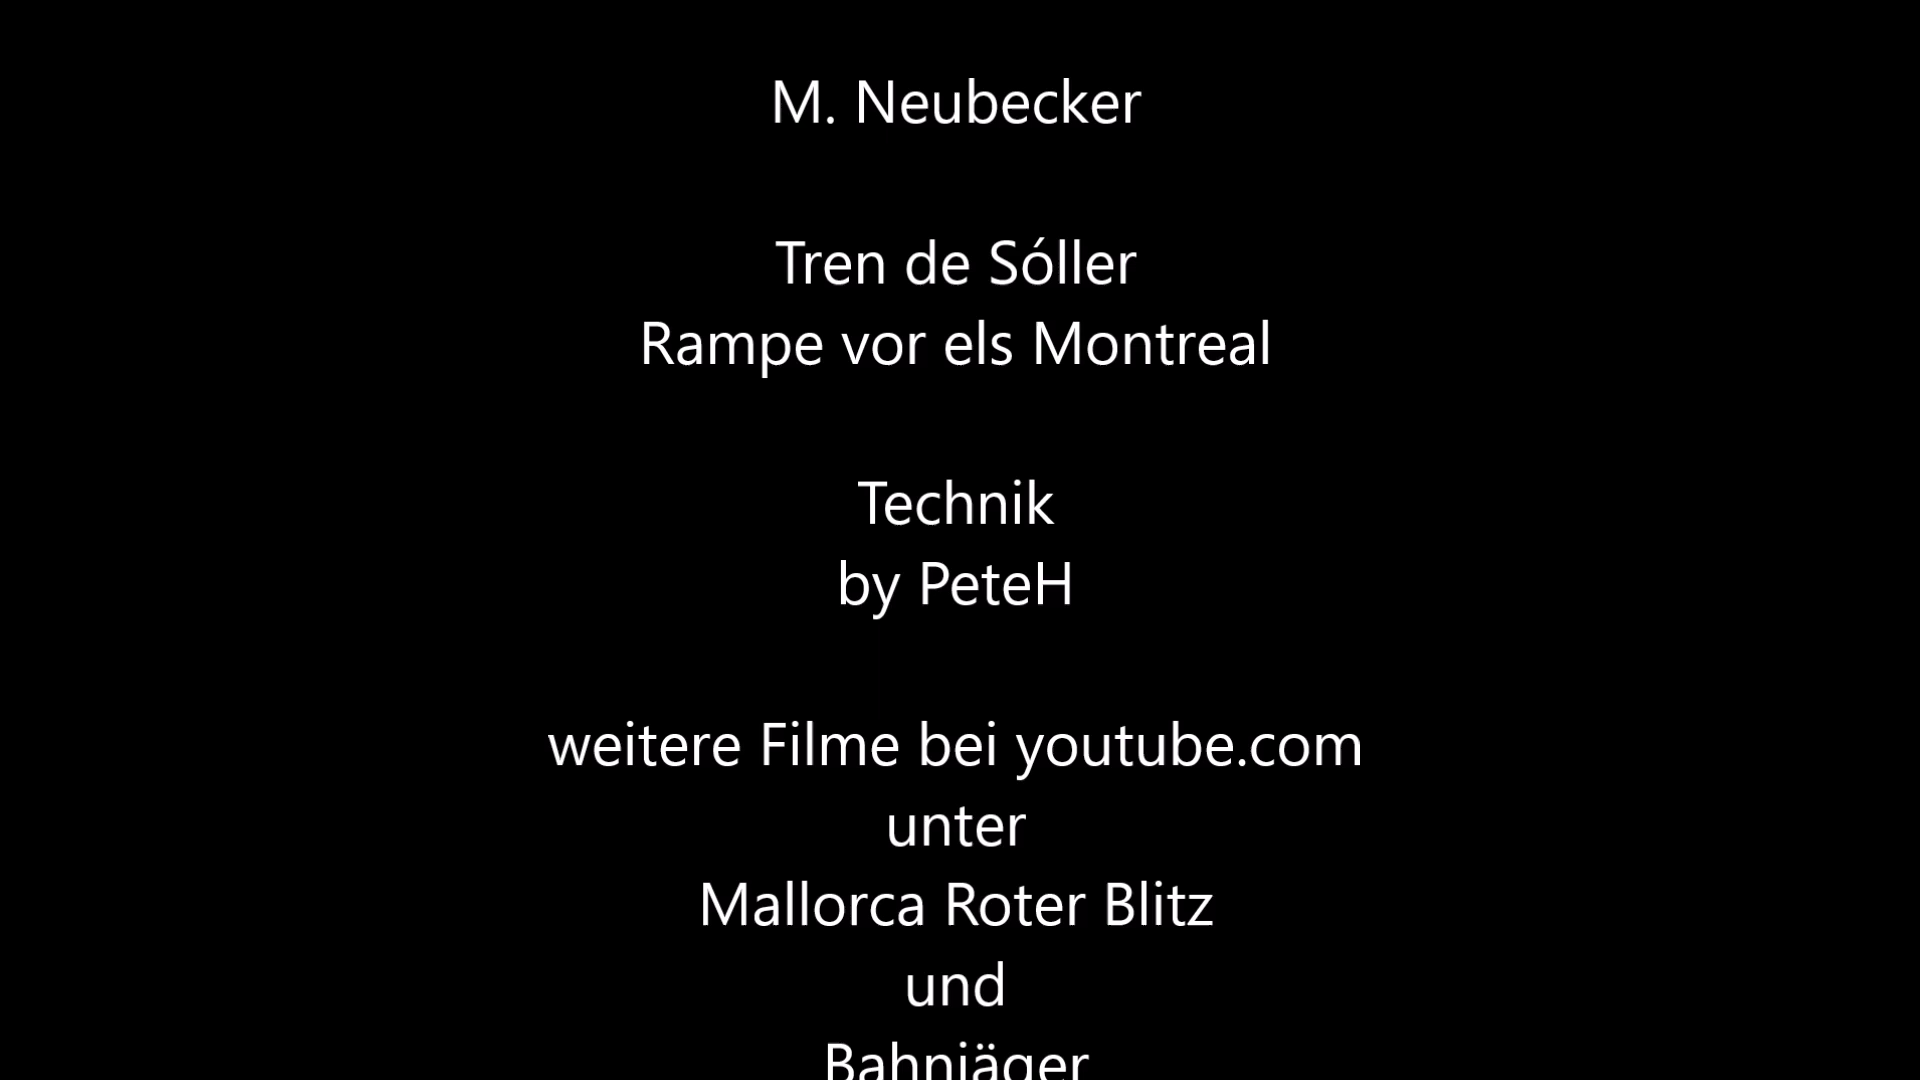 M. Neubecker
Tren de Sóller
Rampe vor els Montreal
Technik
by PeteH
weitere Filme bei youtube.com
unter
Mallorca Roter Blitz
und
Bahnjäger